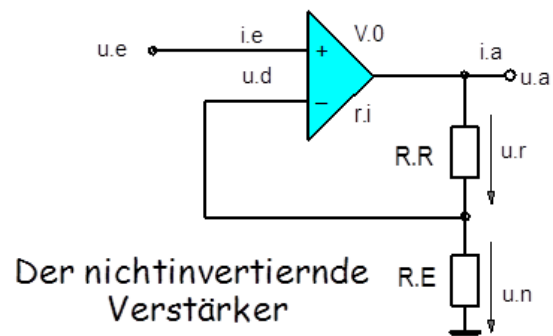 u.e
i.e
V.0
i.a
u.a
+
u.d
−
r.i
R.R
u.r
R.E
u.n
Der nichtinvertiernde
Verstärker